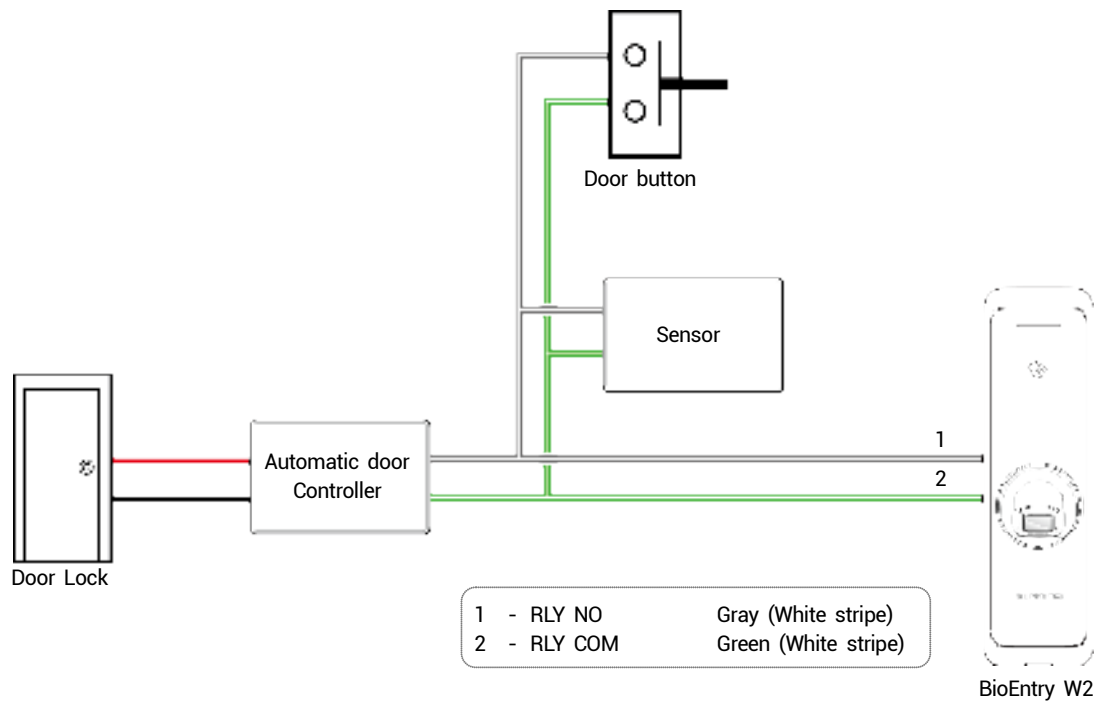 Door button
Sensor
Automatic door
Controller
1
2
Door Lock
1 - RLY NO Gray (White stripe)
2 - RLY COM Green (White stripe)
BioEntry W2